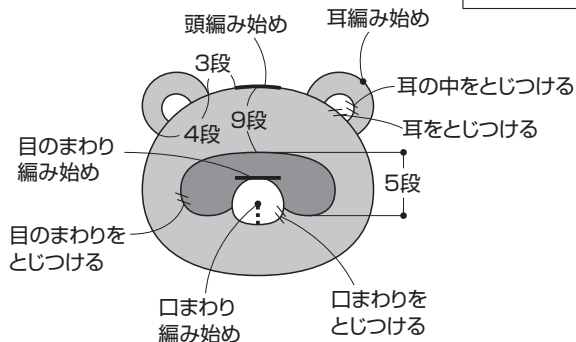 頭編み始め
耳編み始め
3段
耳の中をとじつける
9段
4段
耳をとじつける
目のまわり
編み始め
5段
目のまわりを
とじつける
口まわり
編み始め
口まわりを
とじつける